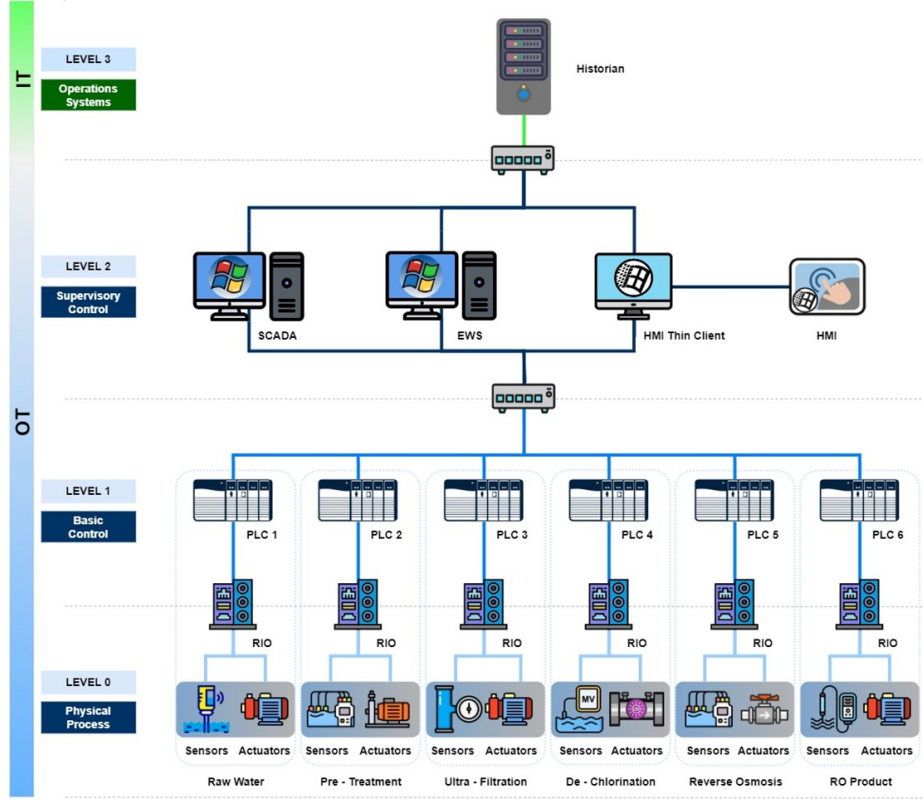 IT
LEVEL 3
Operations
Systems
Historian
LEVEL 2
Supervisory
Control
SCADA
EWS
HMI Thin Client
HMI
OT
LEVEL 1
Basic
Control
PLC 1
PLC 2
PLC 3
PLC 4
PLC 5
PLC 6
RIO
RIO
RIO
RIO
RIO
RIO
LEVEL 0
Physical
Process
MV
Sensors Actuators
Sensors Actuators
Sensors Actuators
Sensors Actuators
Sensors Actuators
Sensors Actuators
Raw Water
Pre - Treatment
Ultra - Filtration
De - Chlorination
Reverse Osmosis
RO Product